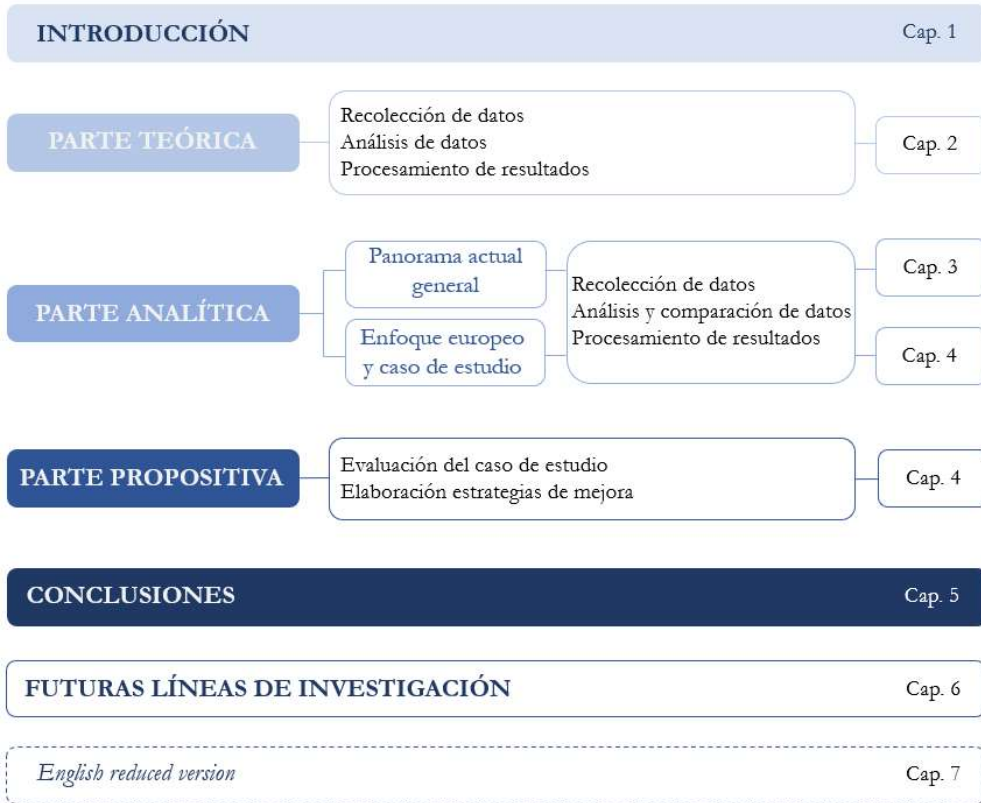 INTRODUCCIÓN Cap. 1
PARTE TEÓRICA
Recolección de datos
Análisis de datos
Procesamiento de resultados
Cap. 2
PARTE ANALÍTICA
Panorama actual
general
Enfoque europeo
y caso de estudio
Recolección de datos
Análisis y comparación de datos
Procesamiento de resultados
Cap. 3
Cap. 4
PARTE PROPOSITIVA
Evaluación del caso de estudio
Elaboración estrategias de mejora
Cap. 4
CONCLUSIONES Cap. 5
FUTURAS LÍNEAS DE INVESTIGACIÓN Cap. 6
English reduced version Cap. 7